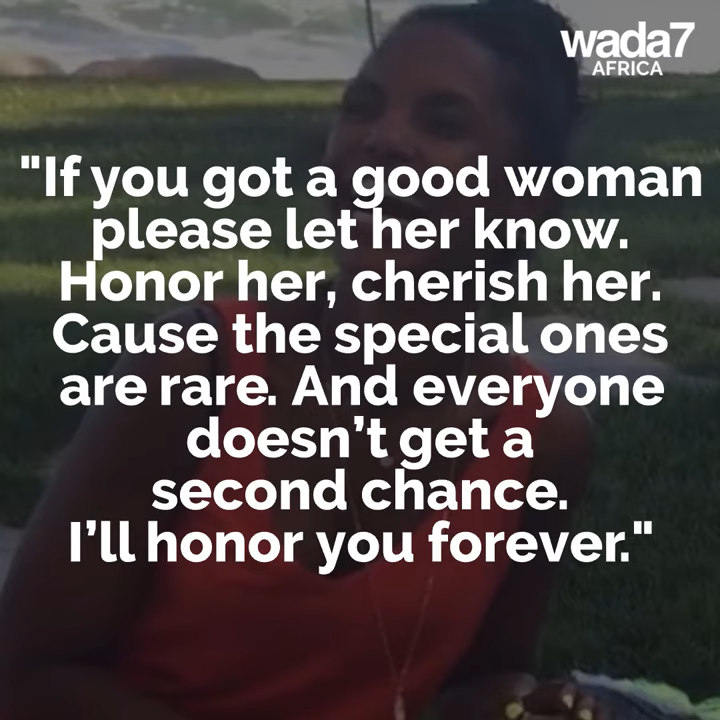 wada7
AFRICA
"If you got a good woman
please let her know.
Honor her, cherish her.
Cause the special ones
are rare. And everyone
doesn’t get a
second chance.
I’ll honor you forever."